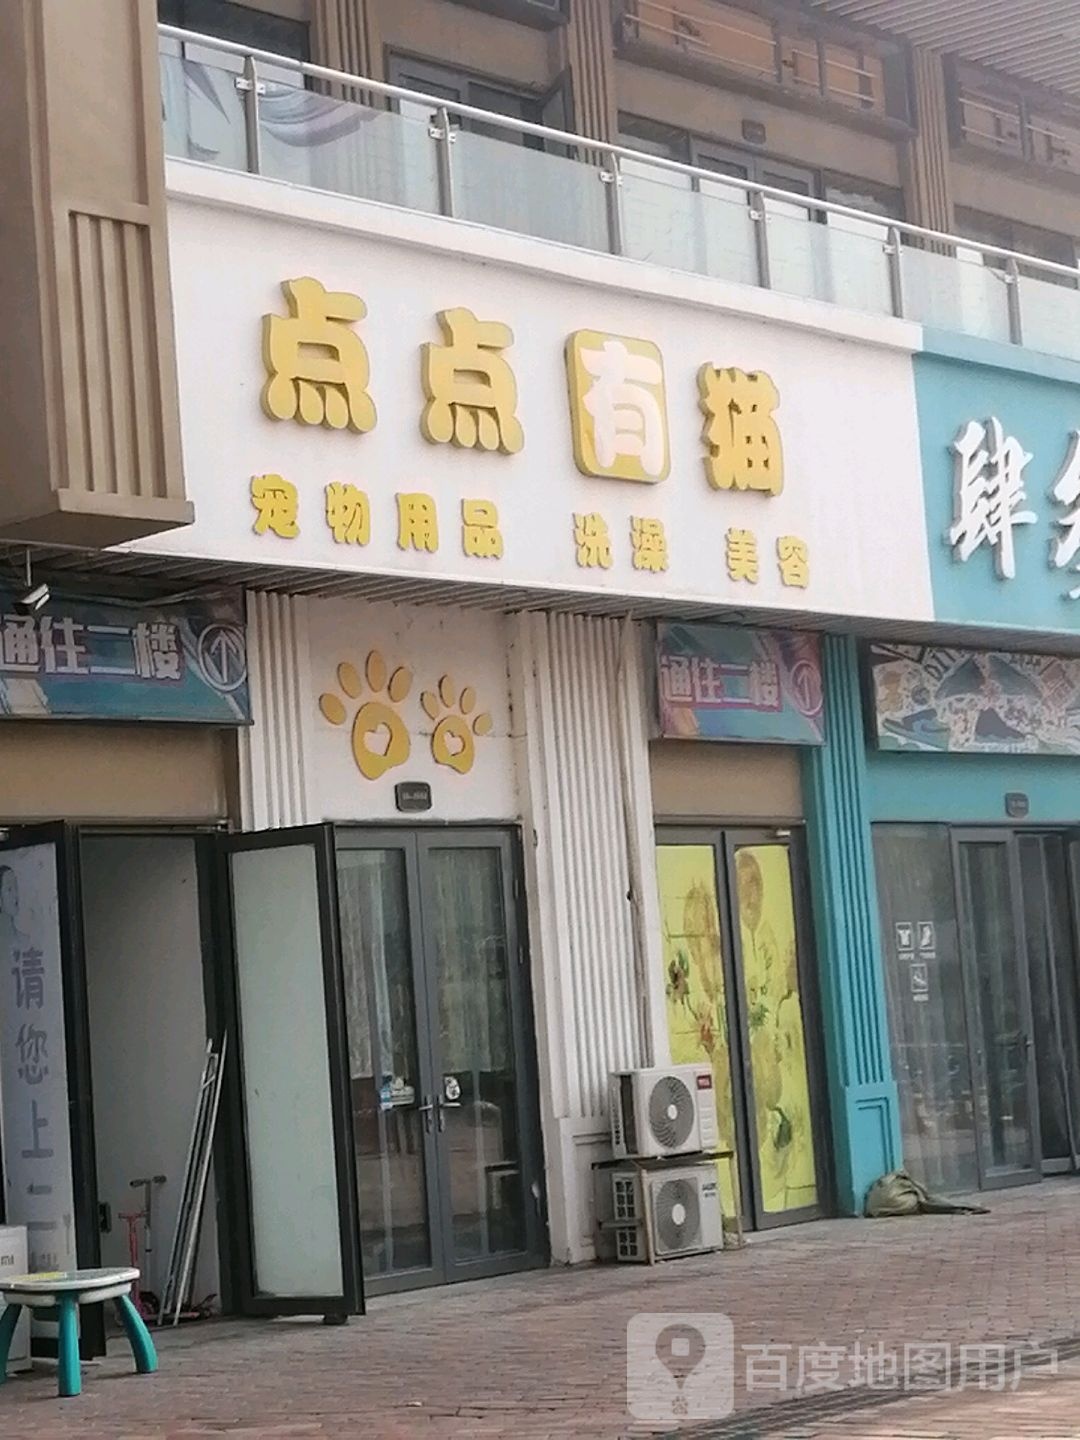 点点有猫
宠物用品 洗澡 美容
肆
通往二楼
通往二楼
请您上二
百度地图用户